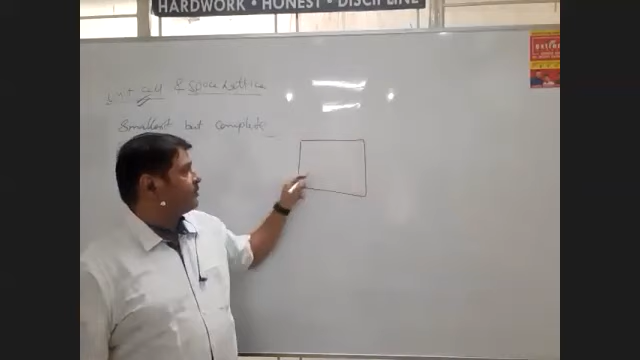 HARDWORK • HONEST • DISCIPLINE
Unit cell & space Lattice
Smallest but complete